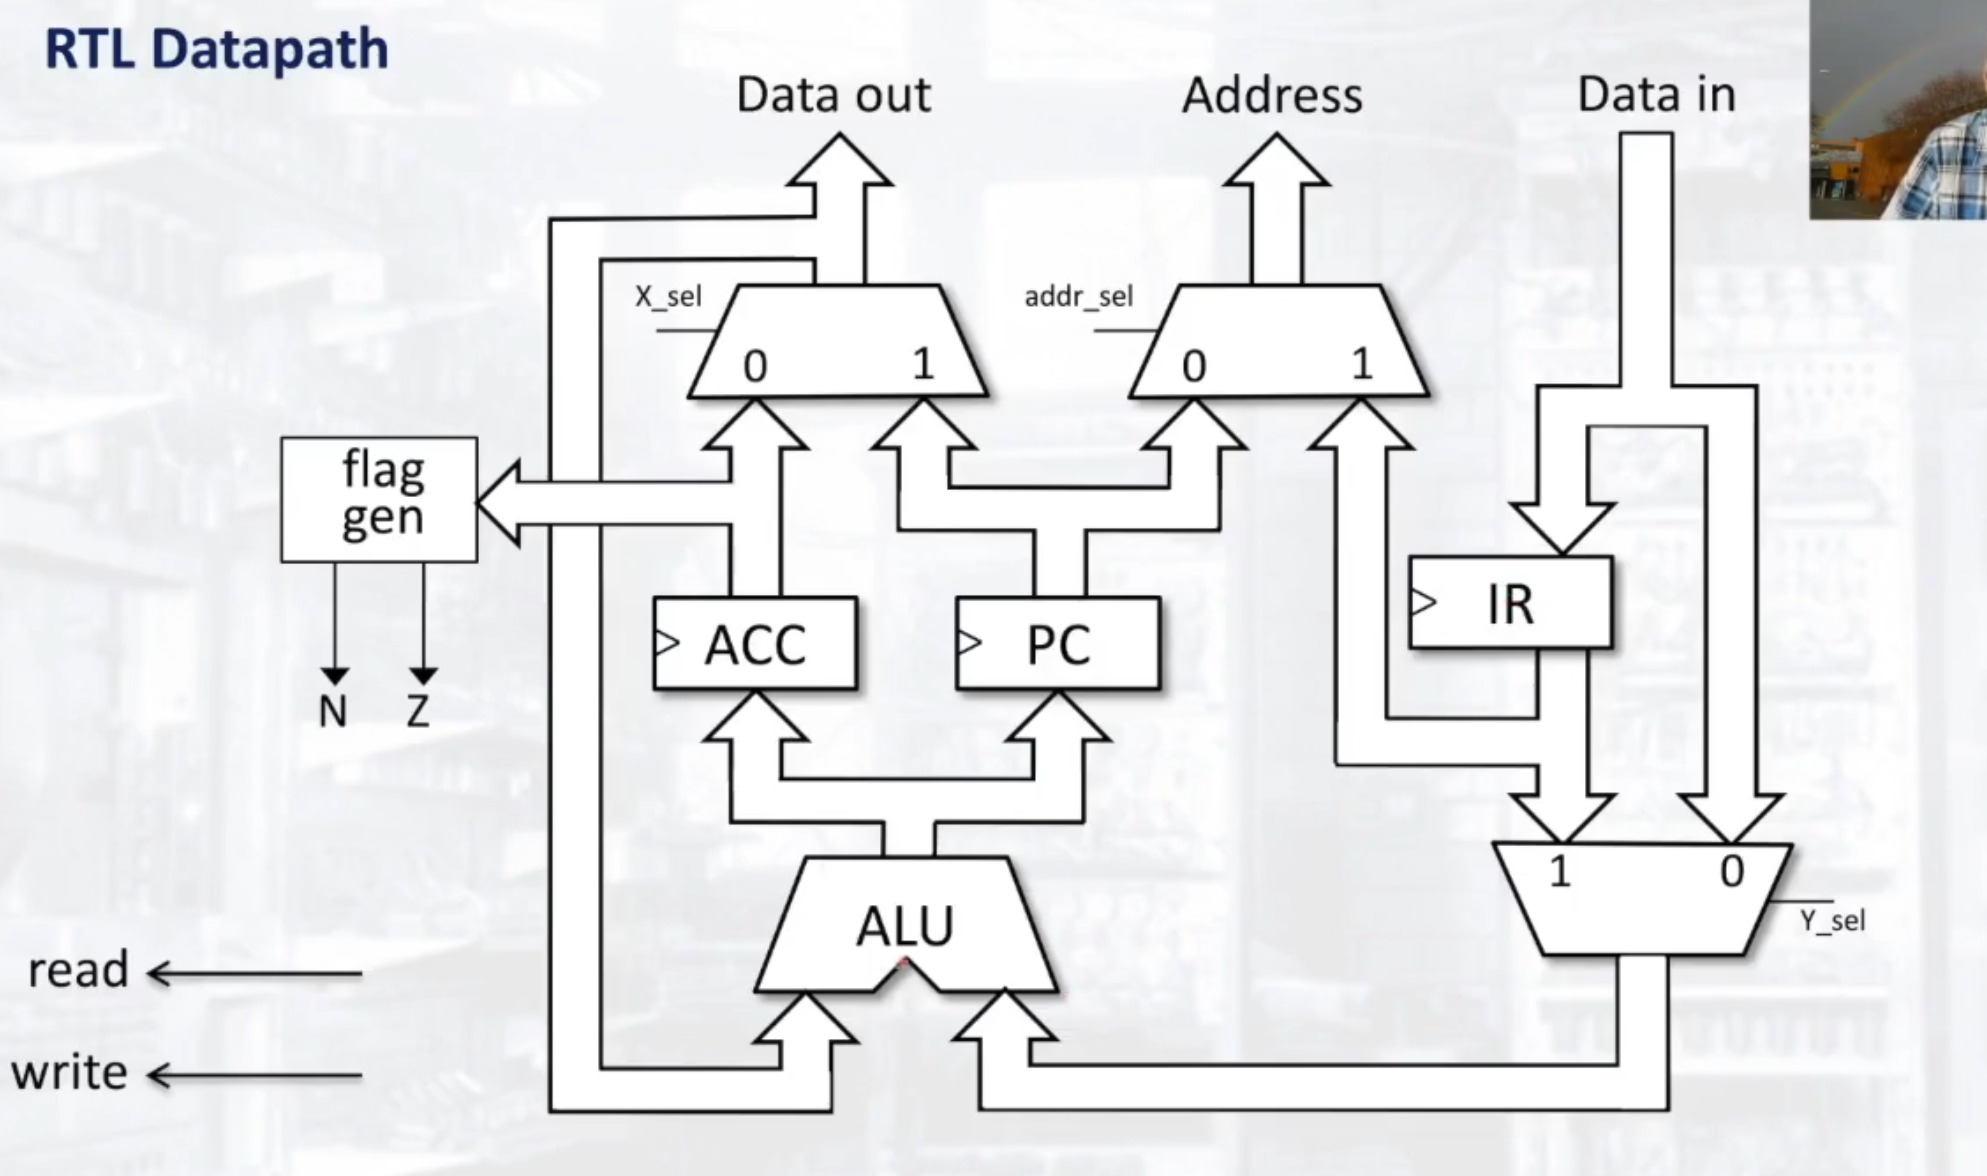 RTL Datapath
Data out
Address
Data in
X_sel
addr_sel
0
1
0
1
flag
gen
IR
ACC
PC
N
Z
1
0
ALU
Y_sel
read
write